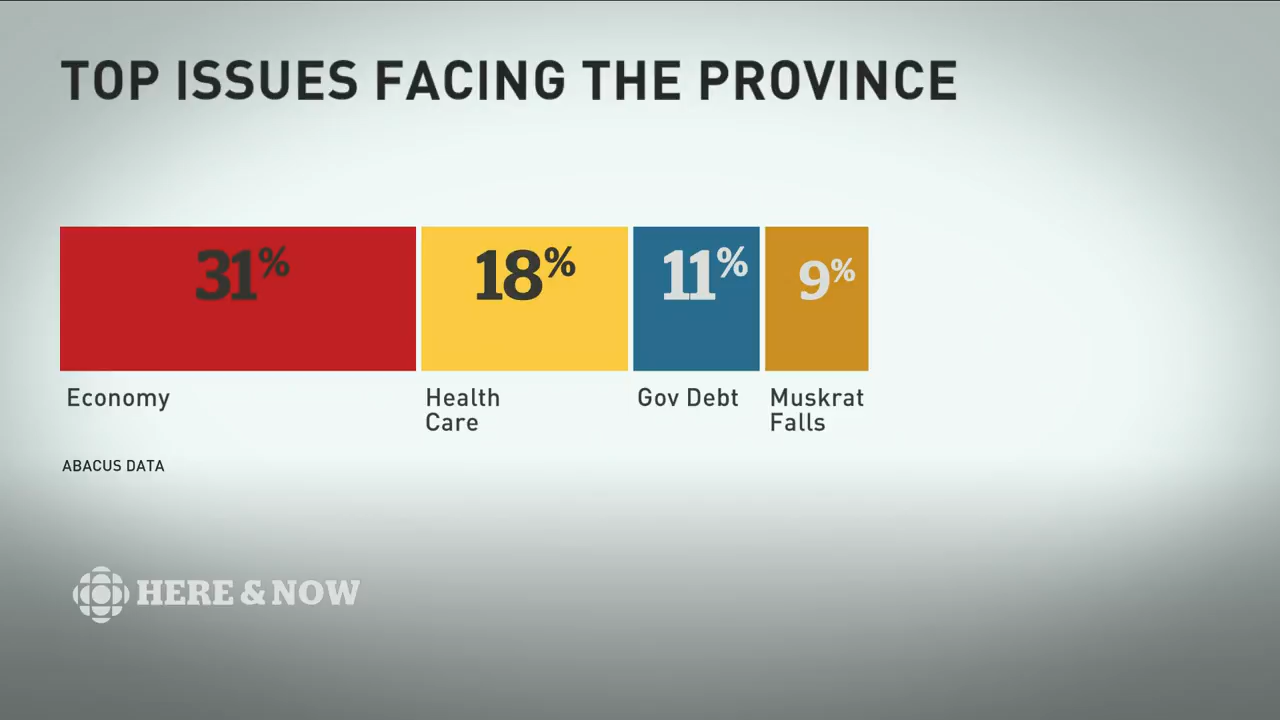 TOP ISSUES FACING THE PROVINCE
31% 18% 11% 9%
Economy Health Care Gov Debt Muskrat Falls
ABACUS DATA
HERE & NOW